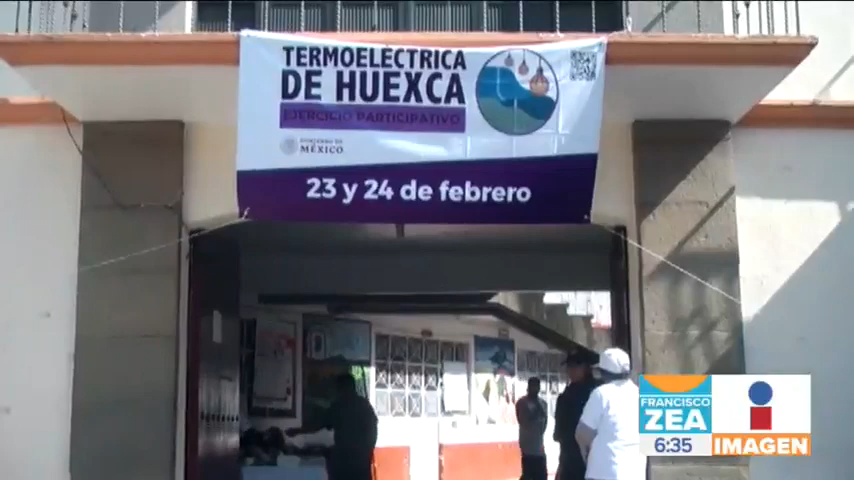 TERMOELÉCTRICA
DE HUEXCA
EJERCICIO PARTICIPATIVO
GOBIERNO DE
MÉXICO
23 y 24 de febrero
FRANCISCO
ZEA
6:35
IMAGEN